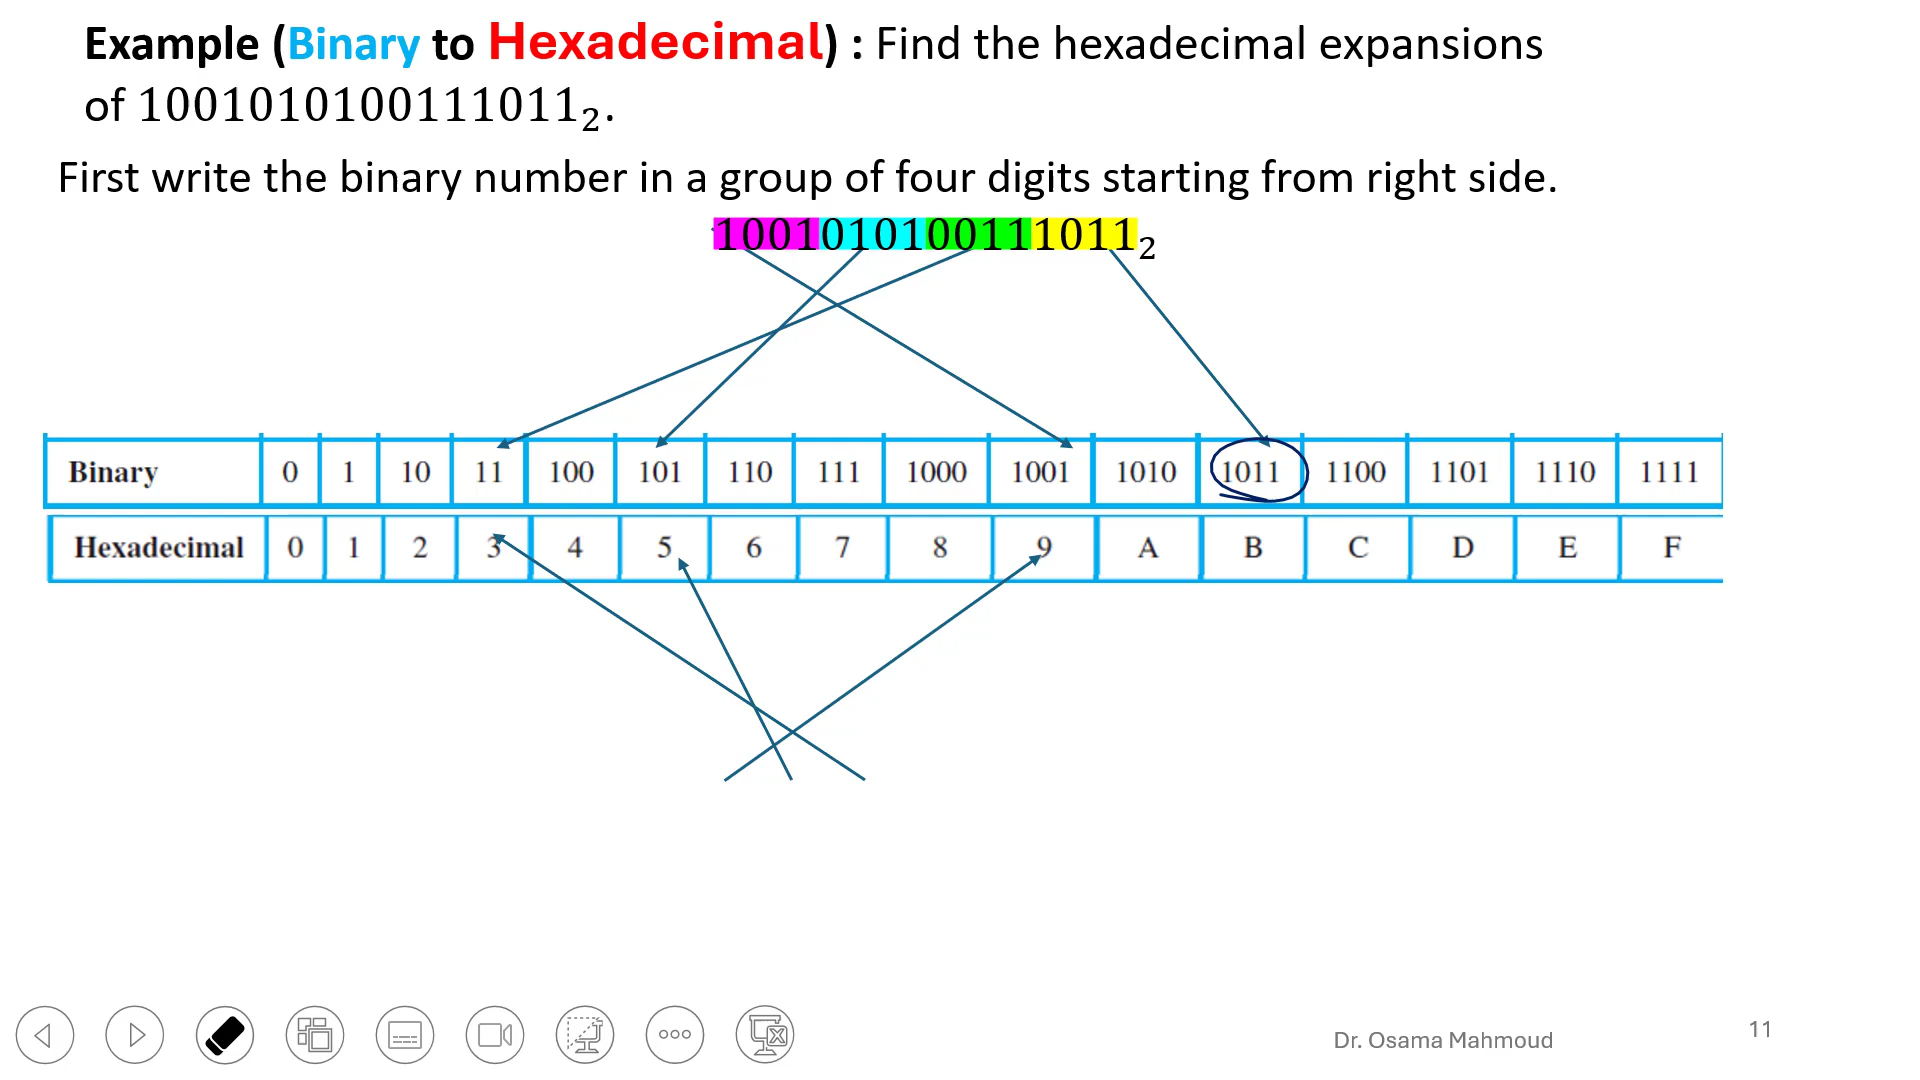 Example (Binary to Hexadecimal) : Find the hexadecimal expansions
of 1001010100111011₂.
First write the binary number in a group of four digits starting from right side.
1001010100111011₂
Binary 0 1 10 11 100 101 110 111 1000 1001 1010 1011 1100 1101 1110 1111
Hexadecimal 0 1 2 3 4 5 6 7 8 9 A B C D E F
Dr. Osama Mahmoud
11